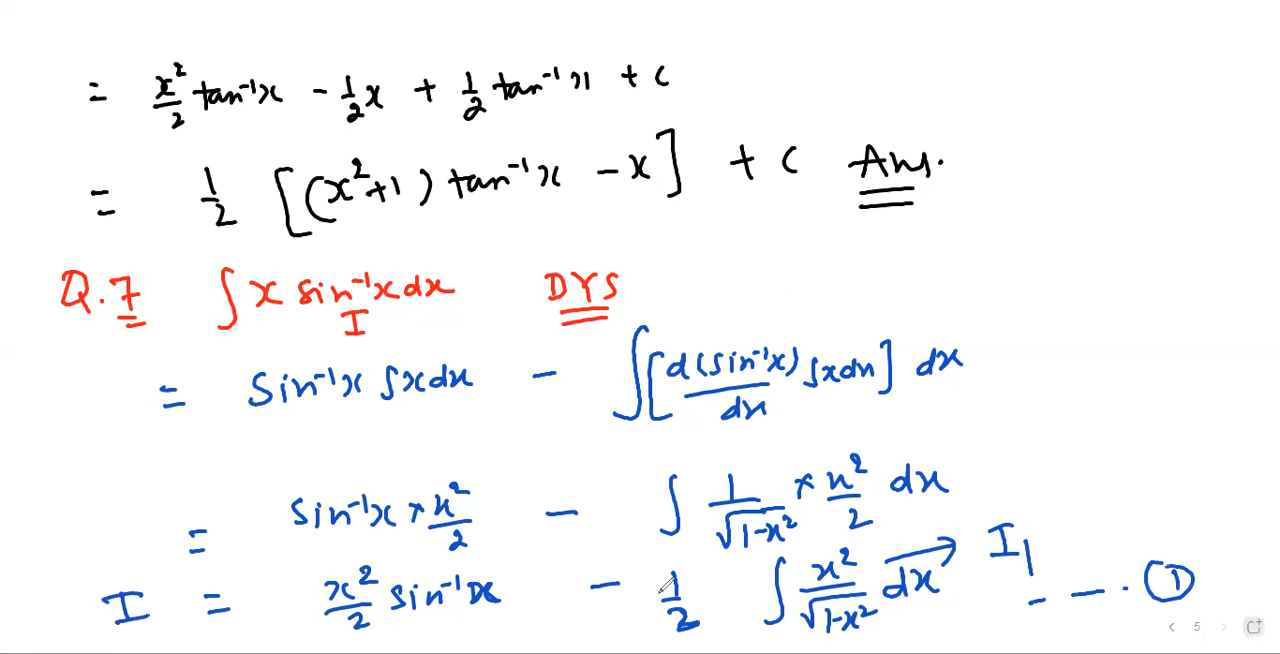 = x²/2 tan⁻¹x - 1/2 x + 1/2 tan⁻¹x + c
= 1/2 [(x²+1) tan⁻¹x - x] + c Ans.
Q.7 ∫ x sin⁻¹x dx DYS
I
= Sin⁻¹x ∫x dx - ∫[d(sin⁻¹x)/dx ∫x dx] dx
= Sin⁻¹x × x²/2 - ∫ 1/√(1-x²) × x²/2 dx
I = x²/2 sin⁻¹x - 1/2 ∫ x²/√(1-x²) dx → I₁ - - . ①
< 5 >